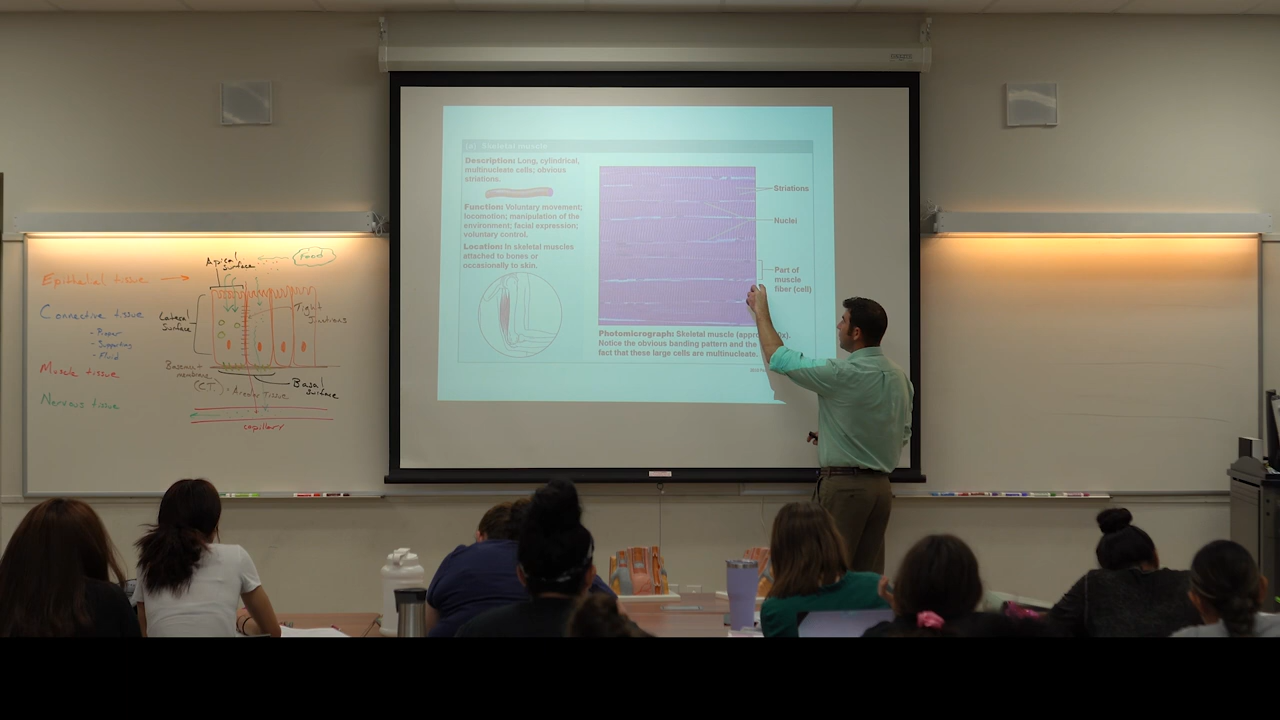 Epithelial tissue
Connective tissue
- Proper
- Supporting
- Fluid
Muscle tissue
Nervous tissue
Apical
Surface
Food
Lateral
Surface
Tight
Junctions
Basement
membrane
(C.T.) - Areolar Tissue
Basal
Surface
capillary
(a) Skeletal muscle
Description: Long, cylindrical,
multinucleate cells; obvious
striations.
Function: Voluntary movement;
locomotion; manipulation of the
environment; facial expression;
voluntary control.
Location: In skeletal muscles
attached to bones or
occasionally to skin.
Striations
Nuclei
Part of
muscle
fiber (cell)
Photomicrograph: Skeletal muscle
Notice the obvious banding pattern and the
fact that these large cells are multinucleate.